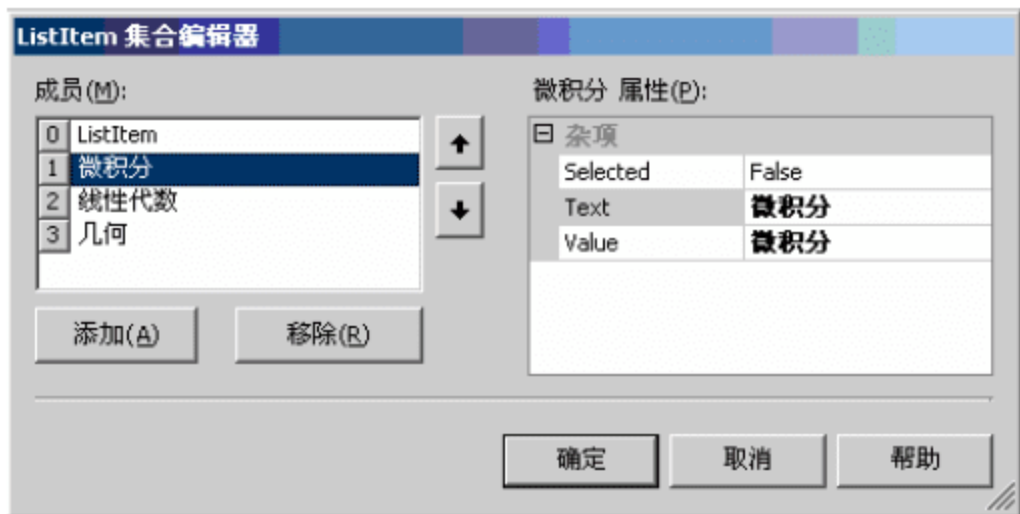 ListItem 集合编辑器
成员(M):
0 ListItem
1 微积分
2 线性代数
3 几何
添加(A) 移除(R)
微积分 属性(P):
杂项
Selected False
Text 微积分
Value 微积分
确定 取消 帮助